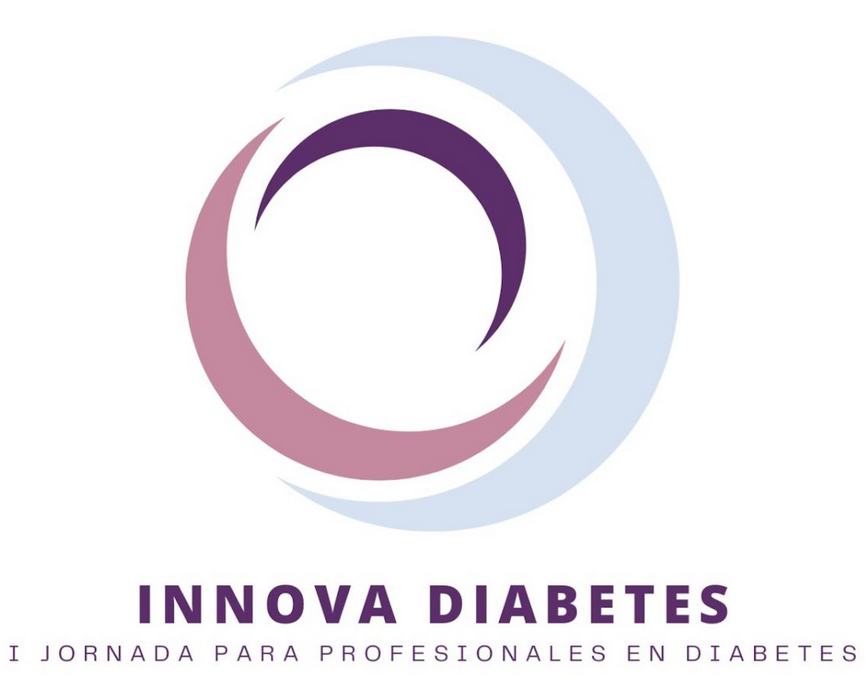 INNOVA DIABETES
I JORNADA PARA PROFESIONALES EN DIABETES